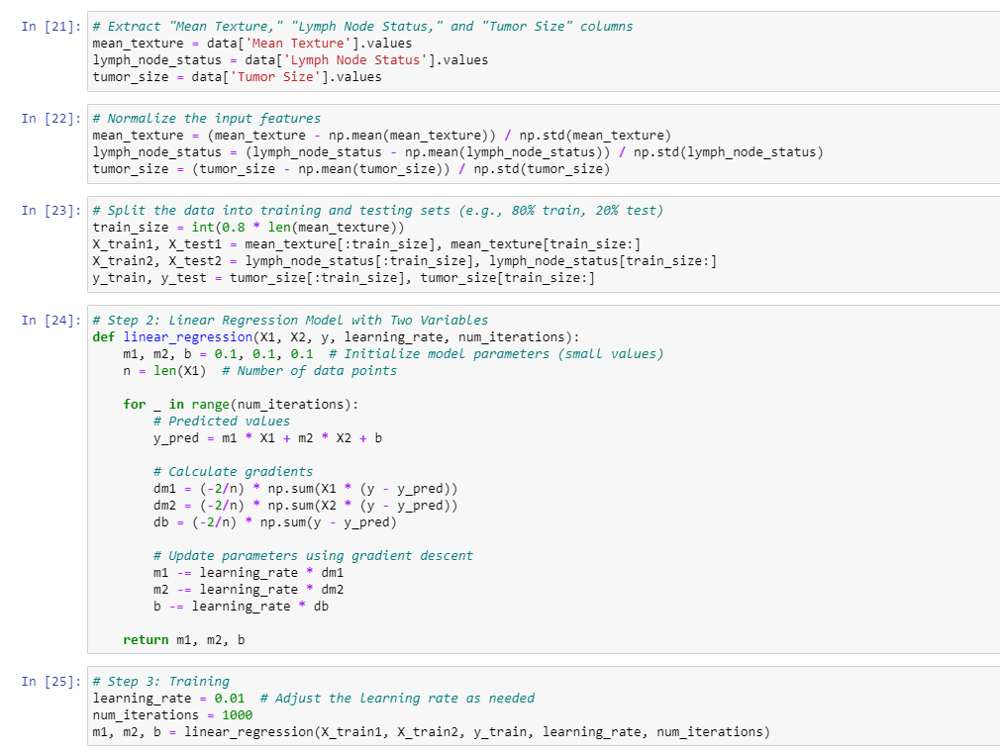 In [21]: # Extract "Mean Texture," "Lymph Node Status," and "Tumor Size" columns
mean_texture = data['Mean Texture'].values
lymph_node_status = data['Lymph Node Status'].values
tumor_size = data['Tumor Size'].values
In [22]: # Normalize the input features
mean_texture = (mean_texture - np.mean(mean_texture)) / np.std(mean_texture)
lymph_node_status = (lymph_node_status - np.mean(lymph_node_status)) / np.std(lymph_node_status)
tumor_size = (tumor_size - np.mean(tumor_size)) / np.std(tumor_size)
In [23]: # Split the data into training and testing sets (e.g., 80% train, 20% test)
train_size = int(0.8 * len(mean_texture))
X_train1, X_test1 = mean_texture[:train_size], mean_texture[train_size:]
X_train2, X_test2 = lymph_node_status[:train_size], lymph_node_status[train_size:]
y_train, y_test = tumor_size[:train_size], tumor_size[train_size:]
In [24]: # Step 2: Linear Regression Model with Two Variables
def linear_regression(X1, X2, y, learning_rate, num_iterations):
    m1, m2, b = 0.1, 0.1, 0.1  # Initialize model parameters (small values)
    n = len(X1)  # Number of data points
    for _ in range(num_iterations):
        # Predicted values
        y_pred = m1 * X1 + m2 * X2 + b
        # Calculate gradients
        dm1 = (-2/n) * np.sum(X1 * (y - y_pred))
        dm2 = (-2/n) * np.sum(X2 * (y - y_pred))
        db = (-2/n) * np.sum(y - y_pred)
        # Update parameters using gradient descent
        m1 -= learning_rate * dm1
        m2 -= learning_rate * dm2
        b -= learning_rate * db
    return m1, m2, b
In [25]: # Step 3: Training
learning_rate = 0.01  # Adjust the learning rate as needed
num_iterations = 1000
m1, m2, b = linear_regression(X_train1, X_train2, y_train, learning_rate, num_iterations)